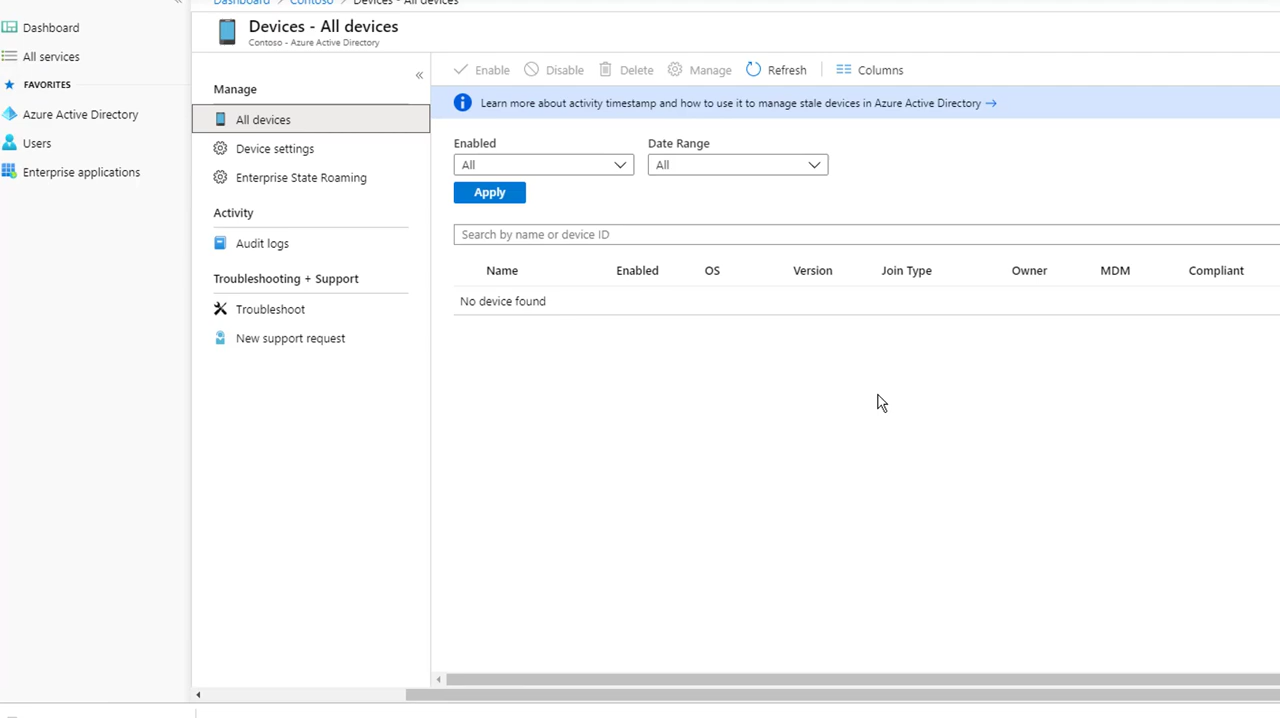 Dashboard > Contoso > Devices - All devices
Devices - All devices
Contoso - Azure Active Directory
Dashboard
All services
FAVORITES
Azure Active Directory
Users
Enterprise applications
Manage
All devices
Device settings
Enterprise State Roaming
Activity
Audit logs
Troubleshooting + Support
Troubleshoot
New support request
Enable Disable Delete Manage Refresh Columns
Learn more about activity timestamp and how to use it to manage stale devices in Azure Active Directory →
Enabled Date Range
All All
Apply
Search by name or device ID
Name Enabled OS Version Join Type Owner MDM Compliant
No device found